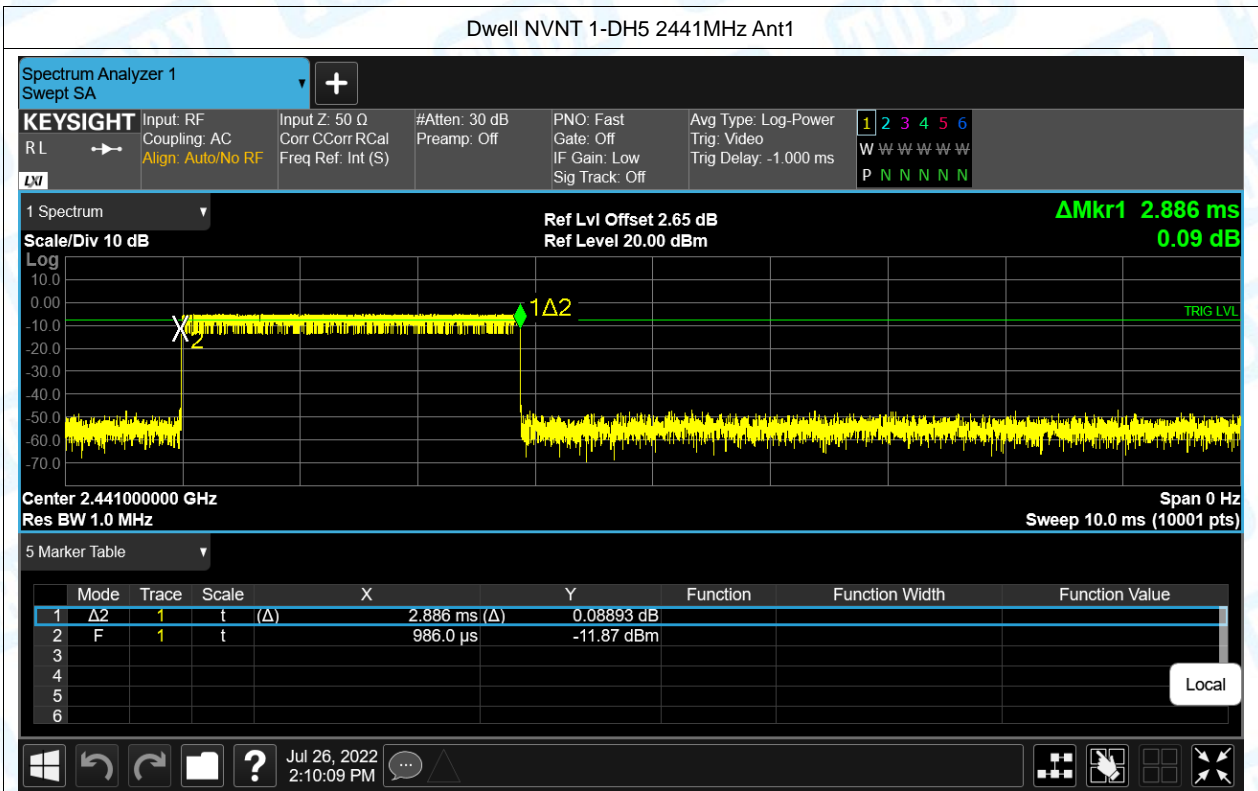 Dwell NVNT 1-DH5 2441MHz Ant1
Spectrum Analyzer 1
Swept SA
KEYSIGHT
R L
LXI
Input: RF
Coupling: AC
Align: Auto/No RF
Input Z: 50 Ω
Corr CCorr RCal
Freq Ref: Int (S)
#Atten: 30 dB
Preamp: Off
PNO: Fast
Gate: Off
IF Gain: Low
Sig Track: Off
Avg Type: Log-Power
Trig: Video
Trig Delay: -1.000 ms
1 2 3 4 5 6
W W W W W W
P N N N N N
1 Spectrum
Scale/Div 10 dB
Ref Lvl Offset 2.65 dB
Ref Level 20.00 dBm
ΔMkr1 2.886 ms
0.09 dB
Log
10.0
0.00
-10.0
-20.0
-30.0
-40.0
-50.0
-60.0
-70.0
1Δ2
2
TRIG LVL
Center 2.441000000 GHz
Res BW 1.0 MHz
Span 0 Hz
Sweep 10.0 ms (10001 pts)
5 Marker Table
Mode Trace Scale X Y Function Function Width Function Value
1 Δ2 1 t (Δ) 2.886 ms (Δ) 0.08893 dB
2 F 1 t 986.0 µs -11.87 dBm
3
4
5
6
Local
Jul 26, 2022
2:10:09 PM